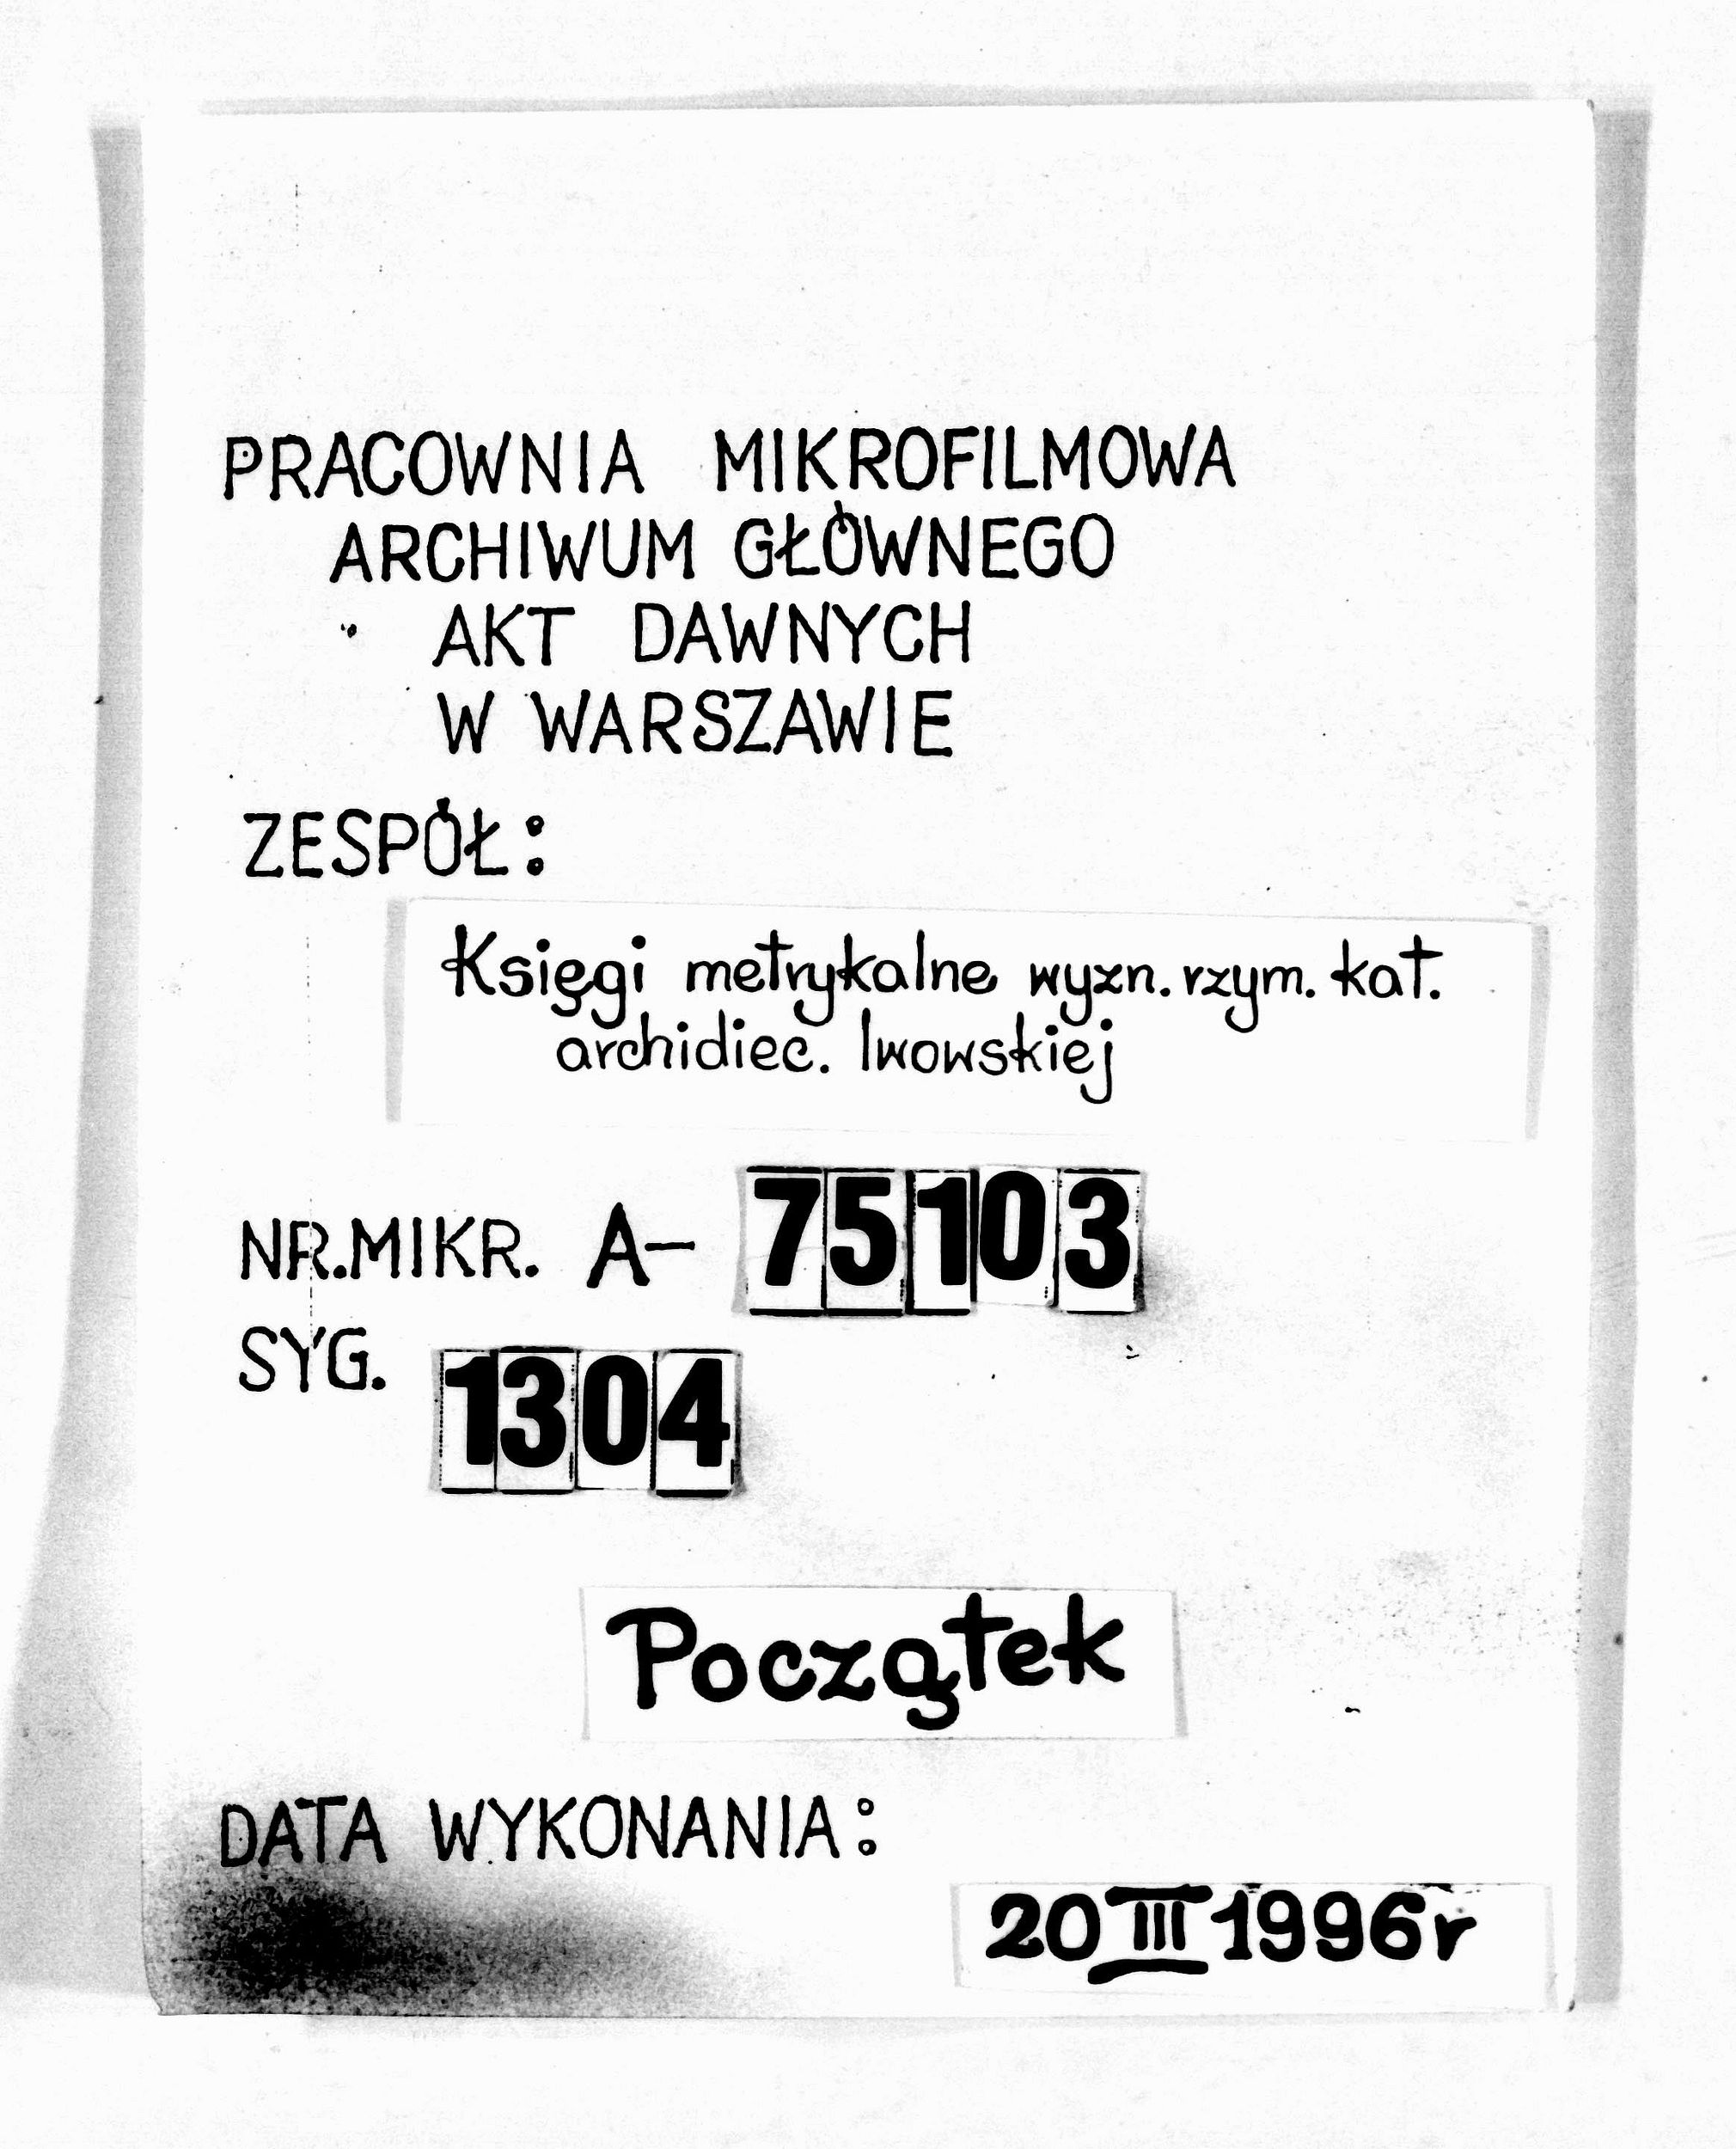 PRACOWNIA MIKROFILMOWA
ARCHIWUM GŁÓWNEGO
AKT DAWNYCH
W WARSZAWIE
ZESPÓŁ:
Księgi metrykalne wyzn. rzym. kat.
archidiec. lwowskiej
NR.MIKR. A- 75103
SYG. 1304
Początek
DATA WYKONANIA:
20 III 1996r